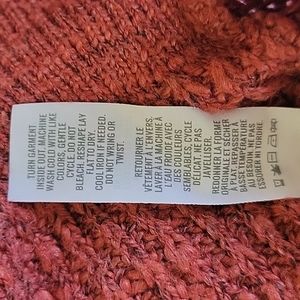 TURN GARMENT
INSIDE OUT. MACHINE
WASH COLD WITH LIKE
COLORS, GENTLE
CYCLE. DO NOT
BLEACH. RESHAPE, LAY
FLAT TO DRY.
COOL IRON IF NEEDED.
DO NOT WRING OR
TWIST.
RETOURNER LE
VÊTEMENT À L'ENVERS.
LAVER À LA MACHINE À
L'EAU FROIDE AVEC
DES COULEURS
SEMBLABLES, CYCLE
DÉLICAT. NE PAS
JAVELLISER.
REDONNER LA FORME
ORIGINALE ET SÉCHER
À PLAT. REPASSER À
BASSE TEMPÉRATURE
AU BESOIN. NE PAS
ESSORER NI TORDRE.